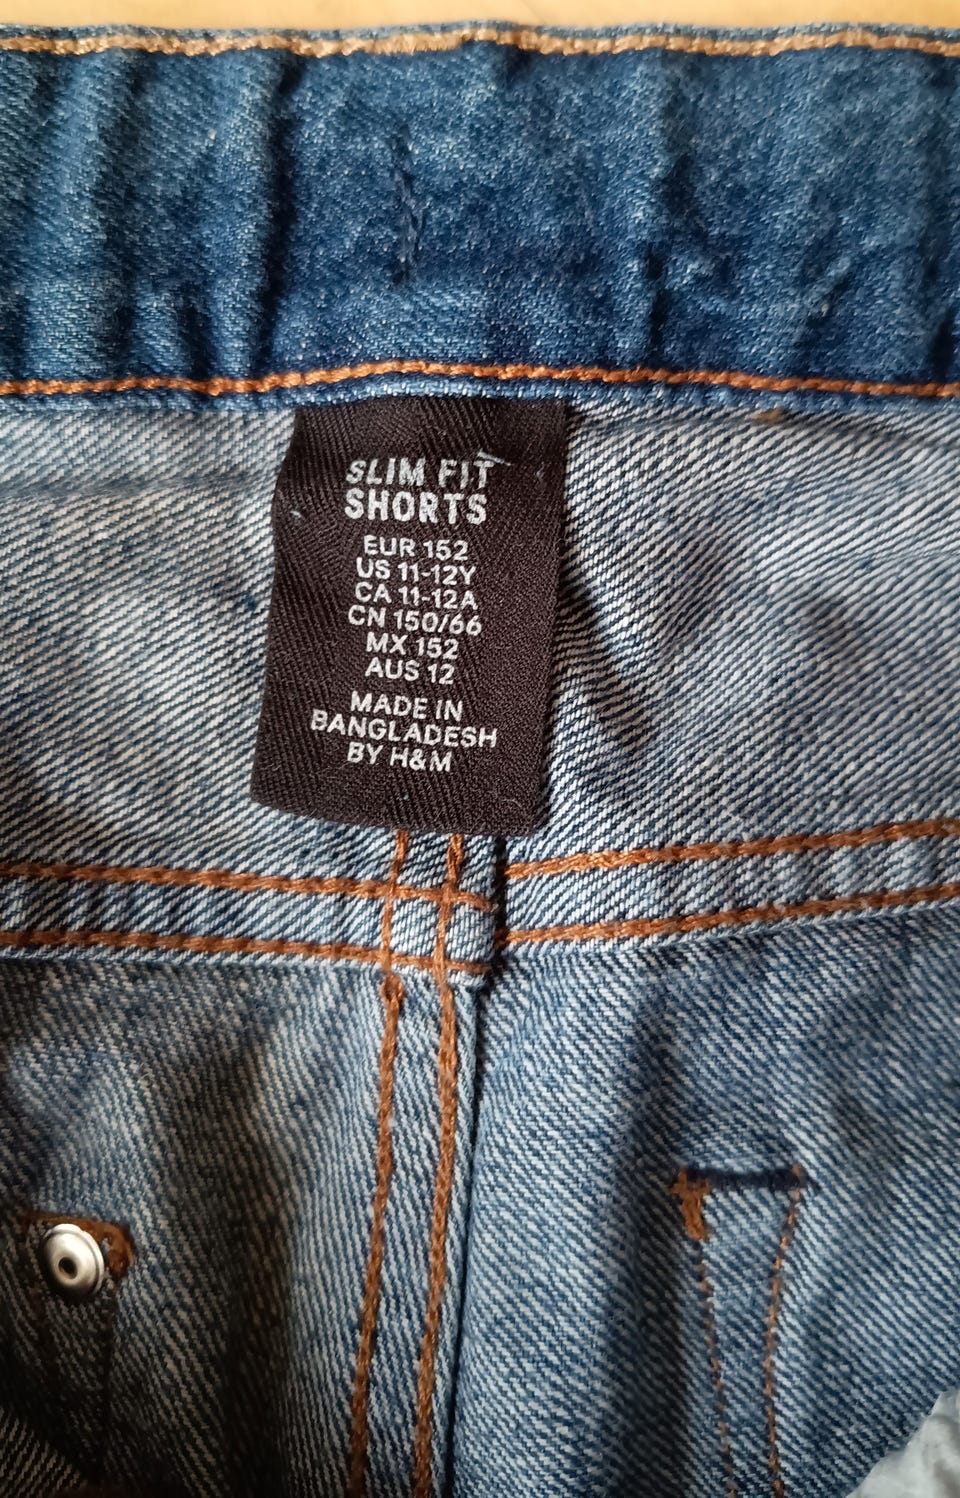 SLIM FIT
SHORTS
EUR 152
US 11-12Y
CA 11-12A
CN 150/66
MX 152
AUS 12
MADE IN
BANGLADESH
BY H&M